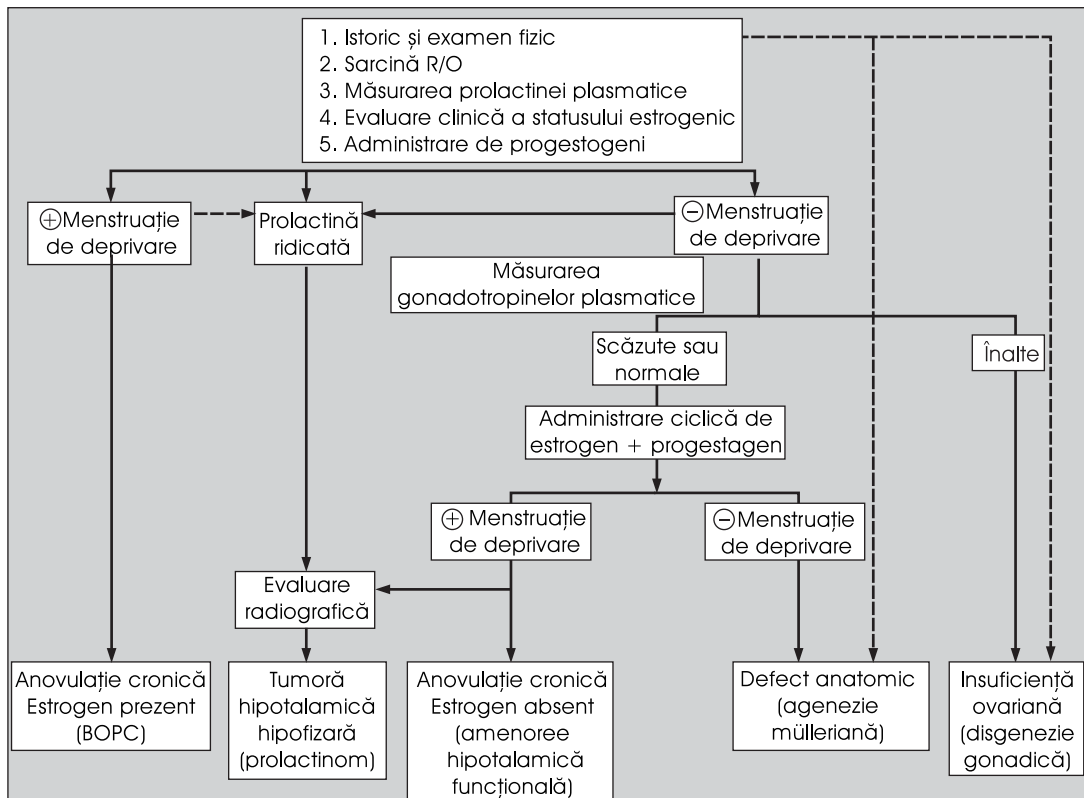 1. Istoric și examen fizic
2. Sarcină R/O
3. Măsurarea prolactinei plasmatice
4. Evaluare clinică a statusului estrogenic
5. Administrare de progestogeni
⊕Menstruație
de deprivare
Prolactină
ridicată
⊖Menstruație
de deprivare
Măsurarea
gonadotropinelor plasmatice
Scăzute sau
normale
Înalte
Administrare ciclică de
estrogen + progestagen
⊕ Menstruație
de deprivare
⊖Menstruație
de deprivare
Evaluare
radiografică
Anovulație cronică
Estrogen prezent
(BOPC)
Tumoră
hipotalamică
hipofizară
(prolactinom)
Anovulație cronică
Estrogen absent
(amenoree
hipotalamică
funcțională)
Defect anatomic
(agenezie
mülleriană)
Insuficiență
ovariană
(disgenezie
gonadică)